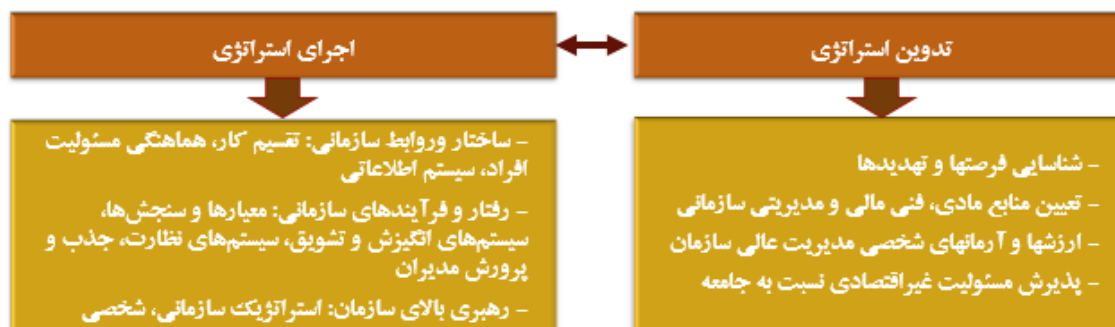 تدوین استراتژی
- شناسایی فرصتها و تهدیدها
- تعیین منابع مادی، فنی مالی و مدیریتی سازمانی
- ارزشها و آرمانهای شخصی مدیریت عالی سازمان
- پذیرش مسئولیت غیراقتصادی نسبت به جامعه
اجرای استراتژی
- ساختار وروابط سازمانی: تقسیم کار، هماهنگی مسئولیت
افراد، سیستم اطلاعاتی
- رفتار و فرآیندهای سازمانی: معیارها و سنجش‌ها،
سیستم‌های انگیزش و تشویق، سیستم‌های نظارت، جذب و
پرورش مدیران
- رهبری بالای سازمان: استراتژیک سازمانی، شخصی